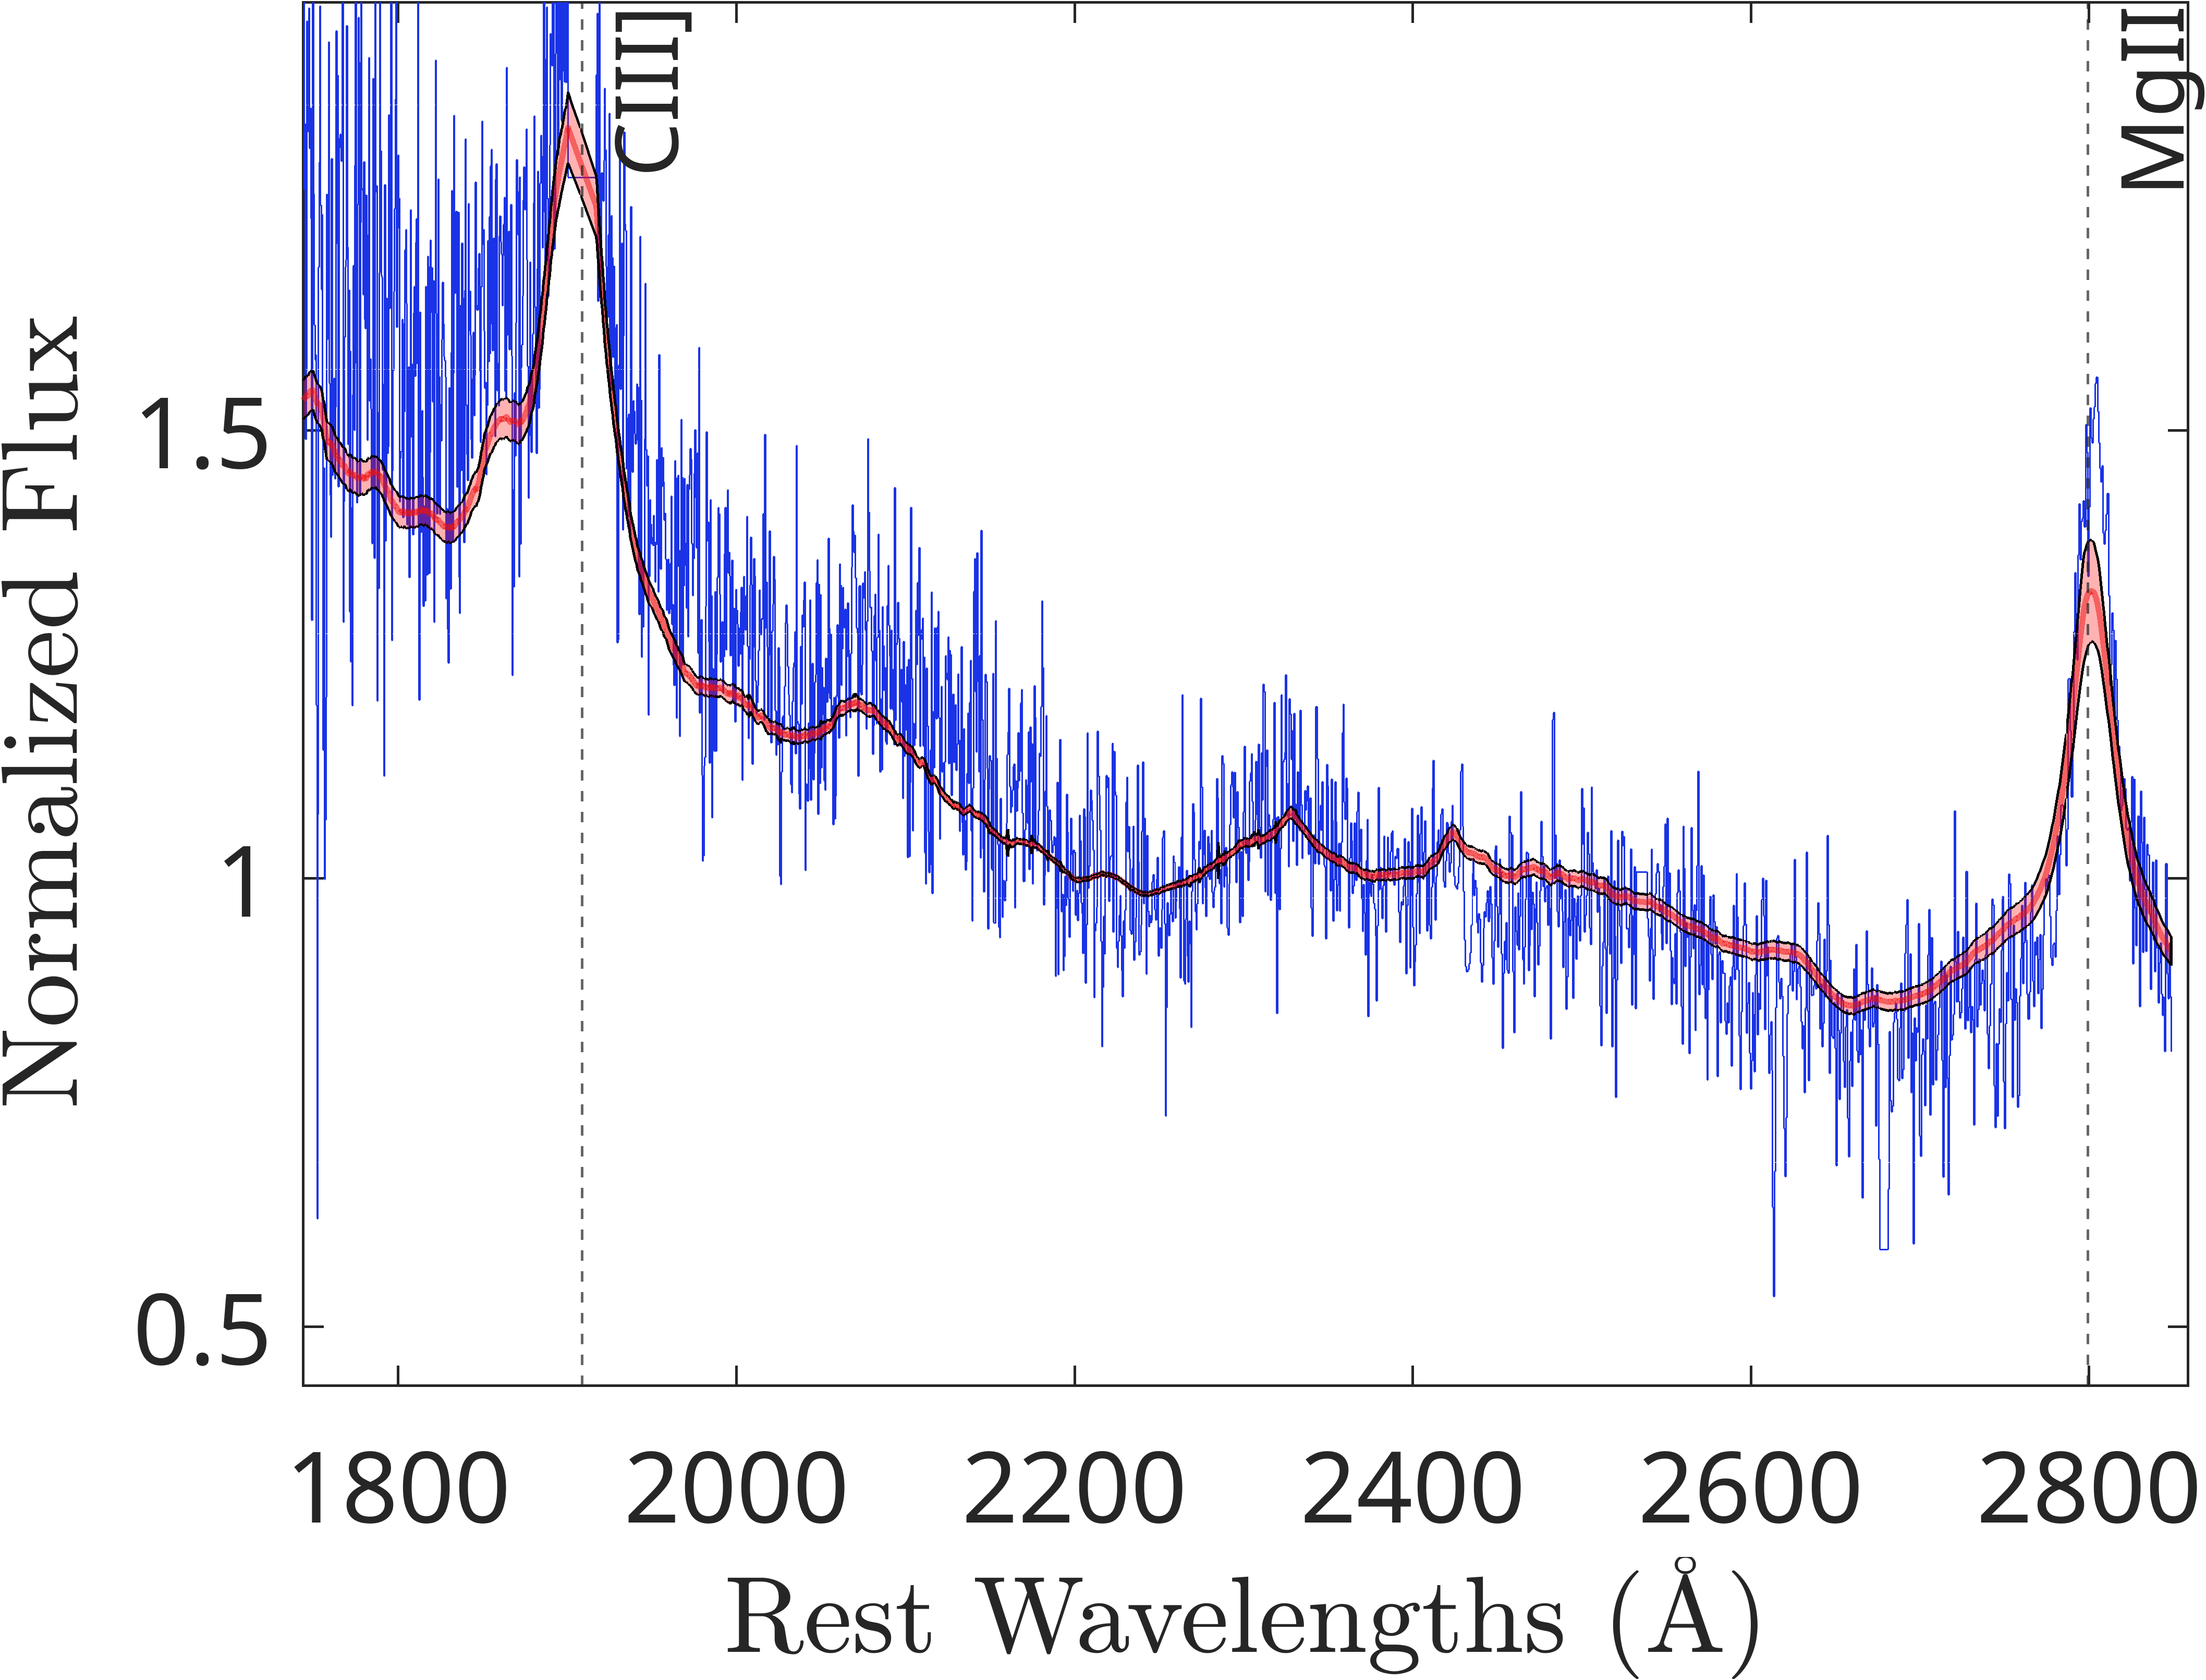 CIII]
MgII
Normalized Flux
1.5
1
0.5
1800 2000 2200 2400 2600 2800
Rest Wavelengths (Å)